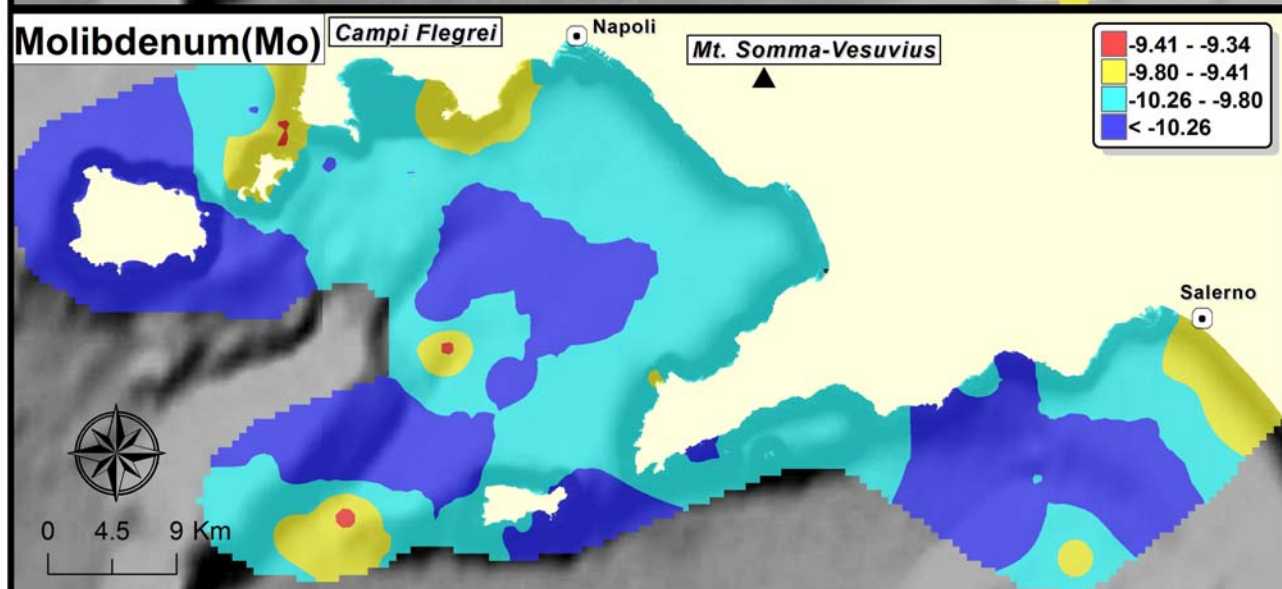 Molibdenum(Mo)
Campi Flegrei
Napoli
Mt. Somma-Vesuvius
-9.41 - -9.34
-9.80 - -9.41
-10.26 - -9.80
< -10.26
Salerno
0 4.5 9 Km